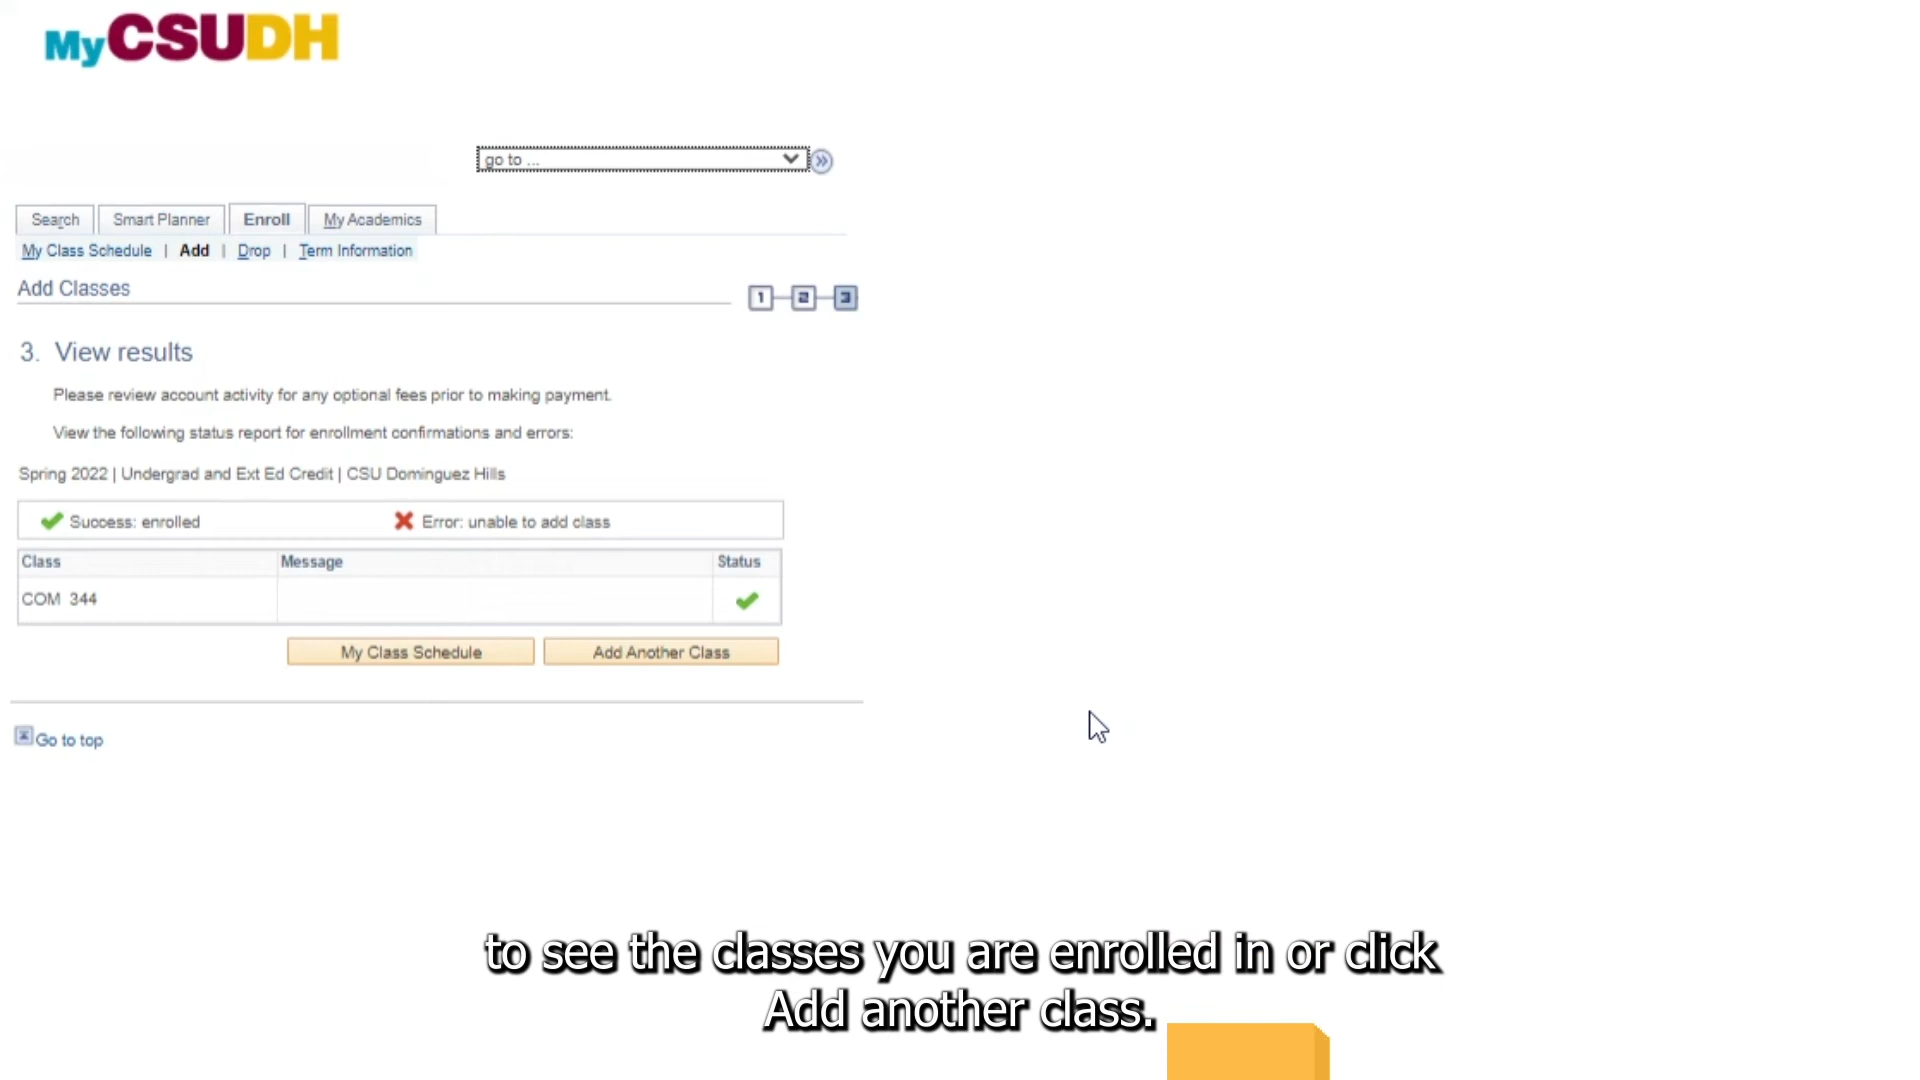 MyCSUDH
go to ...
Search
Smart Planner
Enroll
My Academics
My Class Schedule | Add | Drop | Term Information
Add Classes
1 2 3
3. View results
Please review account activity for any optional fees prior to making payment.
View the following status report for enrollment confirmations and errors:
Spring 2022 | Undergrad and Ext Ed Credit | CSU Dominguez Hills
Success: enrolled
Error: unable to add class
Class Message Status
COM 344
My Class Schedule
Add Another Class
Go to top
to see the classes you are enrolled in or click
Add another class.